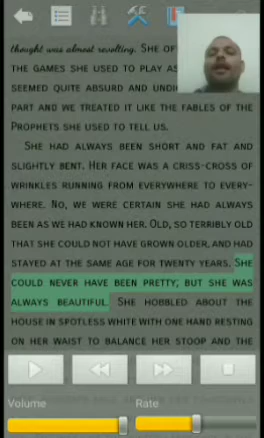 thought was almost revolting. SHE OF
THE GAMES SHE USED TO PLAY AS
SEEMED QUITE ABSURD AND UNDIG
PART AND WE TREATED IT LIKE THE FABLES OF THE
PROPHETS SHE USED TO TELL US.
SHE HAD ALWAYS BEEN SHORT AND FAT AND
SLIGHTLY BENT. HER FACE WAS A CRISS-CROSS OF
WRINKLES RUNNING FROM EVERYWHERE TO EVERY-
WHERE. NO, WE WERE CERTAIN SHE HAD ALWAYS
BEEN AS WE HAD KNOWN HER. OLD, SO TERRIBLY OLD
THAT SHE COULD NOT HAVE GROWN OLDER, AND HAD
STAYED AT THE SAME AGE FOR TWENTY YEARS. SHE
COULD NEVER HAVE BEEN PRETTY; BUT SHE WAS
ALWAYS BEAUTIFUL. SHE HOBBLED ABOUT THE
HOUSE IN SPOTLESS WHITE WITH ONE HAND RESTING
ON HER WAIST TO BALANCE HER STOOP AND THE
Volume Rate